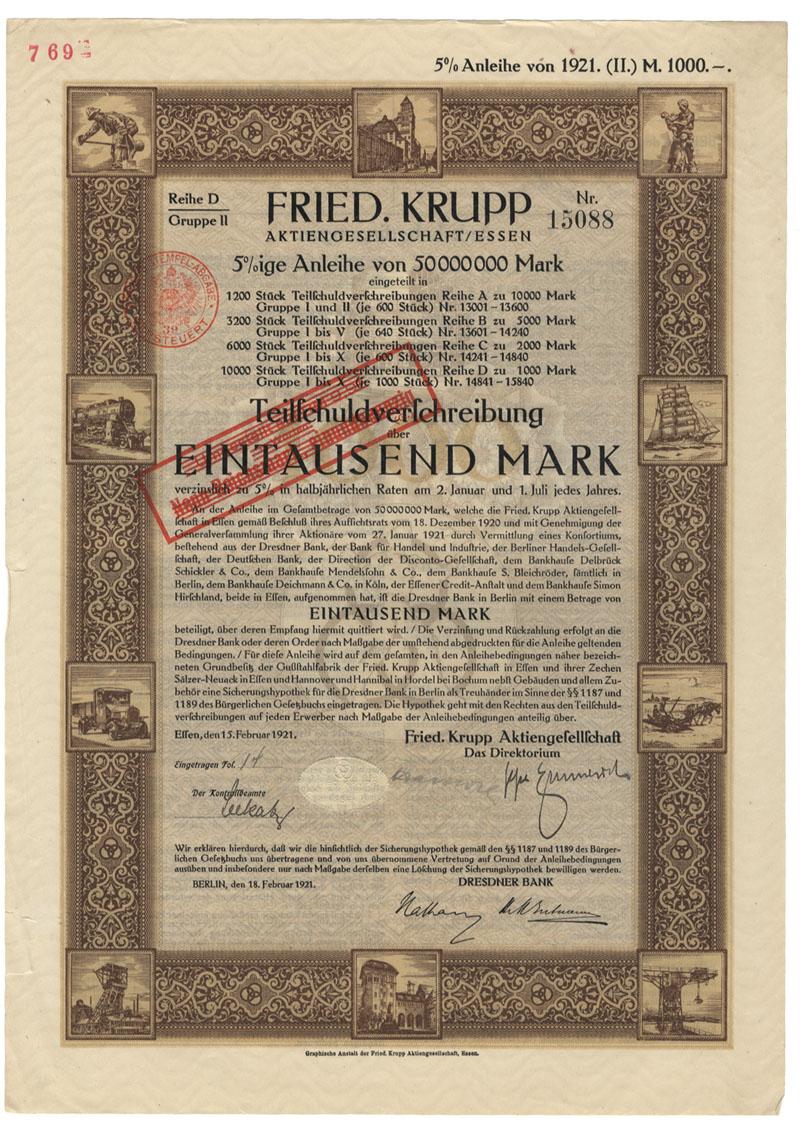 769
5% Anleihe von 1921. (II.) M. 1000.–.
Reihe D
Gruppe II
FRIED. KRUPP
AKTIENGESELLSCHAFT/ESSEN
Nr.
15088
5%ige Anleihe von 50000000 Mark
eingeteilt in
1200 Stück Teilſchuldverſchreibungen Reihe A zu 10000 Mark
Gruppe I und II (je 600 Stück) Nr. 13001–13600
3200 Stück Teilſchuldverſchreibungen Reihe B zu 5000 Mark
Gruppe I bis V (je 640 Stück) Nr. 13601–14240
6000 Stück Teilſchuldverſchreibungen Reihe C zu 2000 Mark
Gruppe I bis X (je 600 Stück) Nr. 14241–14840
10000 Stück Teilſchuldverſchreibungen Reihe D zu 1000 Mark
Gruppe I bis X (je 1000 Stück) Nr. 14841–15840
Teilſchuldverſchreibung
über
EINTAUSEND MARK
verzinslich zu 5% in halbjährlichen Raten am 2. Januar und 1. Juli jedes Jahres.
An der Anleihe im Geſamtbetrage von 50000000 Mark, welche die Fried. Krupp Aktiengeſell-
ſchaft in Eſſen gemäß Beſchluß ihres Aufſichtsrats vom 18. Dezember 1920 und mit Genehmigung der
Generalverſammlung ihrer Aktionäre vom 27. Januar 1921 durch Vermittlung eines Konſortiums,
beſtehend aus der Dresdner Bank, der Bank für Handel und Induſtrie, der Berliner Handels-Geſell-
ſchaft, der Deutſchen Bank, der Direction der Disconto-Geſellſchaft, dem Bankhauſe Delbrück
Schickler & Co., dem Bankhauſe Mendelsſohn & Co., dem Bankhauſe S. Bleichröder, ſämtlich in
Berlin, dem Bankhauſe Deichmann & Co. in Köln, der Eſſener Credit-Anſtalt und dem Bankhauſe Simon
Hirſchland, beide in Eſſen, aufgenommen hat, iſt die Dresdner Bank in Berlin mit einem Betrage von
EINTAUSEND MARK
beteiligt, über deren Empfang hiermit quittiert wird. / Die Verzinſung und Rückzahlung erfolgt an die
Dresdner Bank oder deren Order nach Maßgabe der umſtehend abgedruckten für die Anleihe geltenden
Bedingungen. / Für dieſe Anleihe wird auf dem geſamten, in den Anleihebedingungen näher bezeich-
neten Grundbeſitz der Gußſtahlfabrik der Fried. Krupp Aktiengeſellſchaft in Eſſen und ihrer Zechen
Sälzer-Neuack in Eſſen und Hannover und Hannibal in Hordel bei Bochum nebſt Gebäuden und allem Zu-
behör eine Sicherungshypothek für die Dresdner Bank in Berlin als Treuhänder im Sinne der §§ 1187 und
1189 des Bürgerlichen Geſetzbuchs eingetragen. Die Hypothek geht mit den Rechten aus den Teilſchuld-
verſchreibungen auf jeden Erwerber nach Maßgabe der Anleihebedingungen anteilig über.
Eſſen, den 15. Februar 1921.
Fried. Krupp Aktiengeſellſchaft
Das Direktorium
Eingetragen Fol. 14
Der Kontrollbeamte
Wir erklären hierdurch, daß wir die hinſichtlich der Sicherungshypothek gemäß den §§ 1187 und 1189 des Bürger-
lichen Geſetzbuchs uns übertragene und von uns übernommene Vertretung auf Grund der Anleihebedingungen
ausüben und insbeſondere nur nach Maßgabe derſelben eine Löſchung der Sicherungshypothek bewilligen werden.
BERLIN, den 18. Februar 1921.
DRESDNER BANK
Nathan
Graphische Anstalt der Fried. Krupp Aktiengesellschaft, Essen.